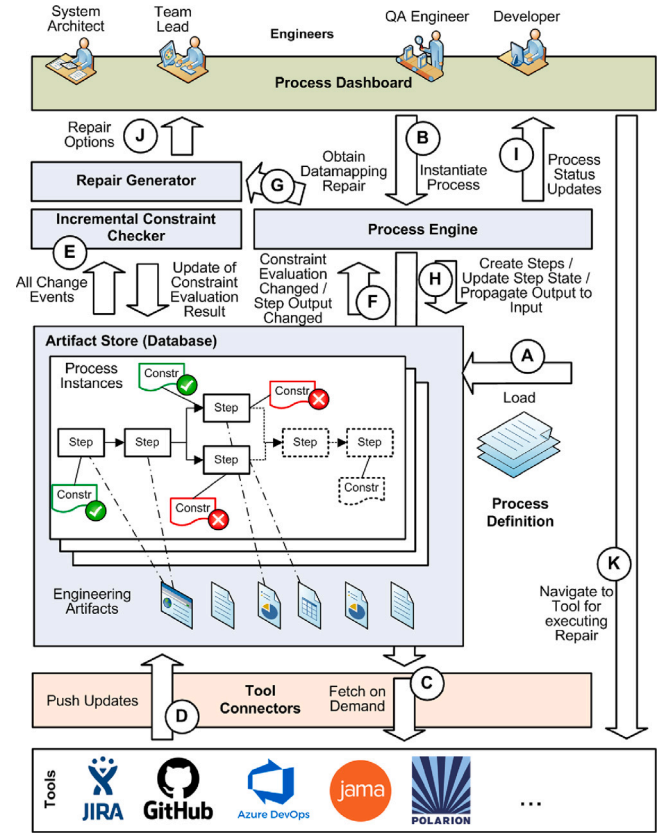 System
Architect
Team
Lead
Engineers
QA Engineer
Developer
Process Dashboard
Repair
Options
J
B
Instantiate
Process
I
Process
Status
Updates
Obtain
Datamapping
Repair
G
Repair Generator
Incremental Constraint
Checker
Process Engine
E
All Change
Events
Update of
Constraint
Evaluation
Result
Constraint
Evaluation
Changed /
Step Output
Changed
F
H
Create Steps /
Update Step State /
Propagate Output to
Input
Artifact Store (Database)
Process
Instances
Constr
Constr
Step
Step
Step
Step
Step
Step
Constr
Constr
Constr
A
Load
Process
Definition
Engineering
Artifacts
K
Navigate to
Tool for
executing
Repair
Push Updates
D
Tool
Connectors
Fetch on
Demand
C
Tools
JIRA
GitHub
Azure DevOps
jama
POLARION
...